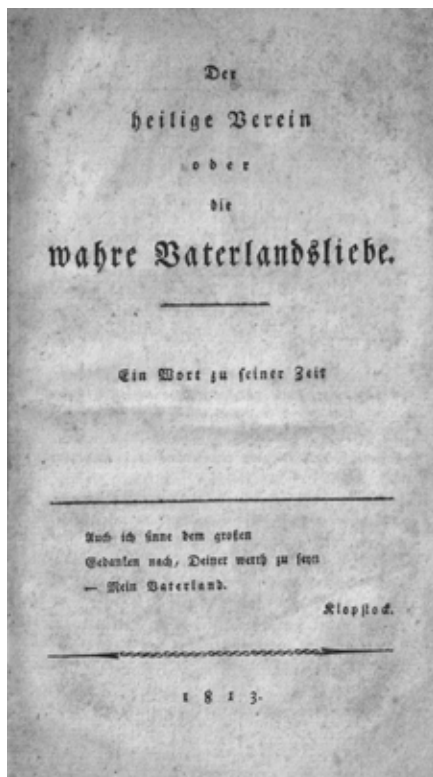 Der
heilige Verein
oder
die
wahre Vaterlandsliebe.
Ein Wort zu seiner Zeit
Auch ich sinne dem großen
Gedanken nach, Deiner werth zu seyn
— Mein Vaterland.
Klopstock.
1813.